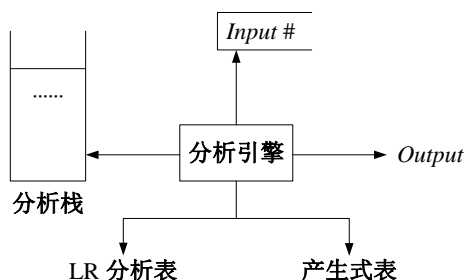 Input #
......
分析引擎
Output
分析栈
LR 分析表
产生式表